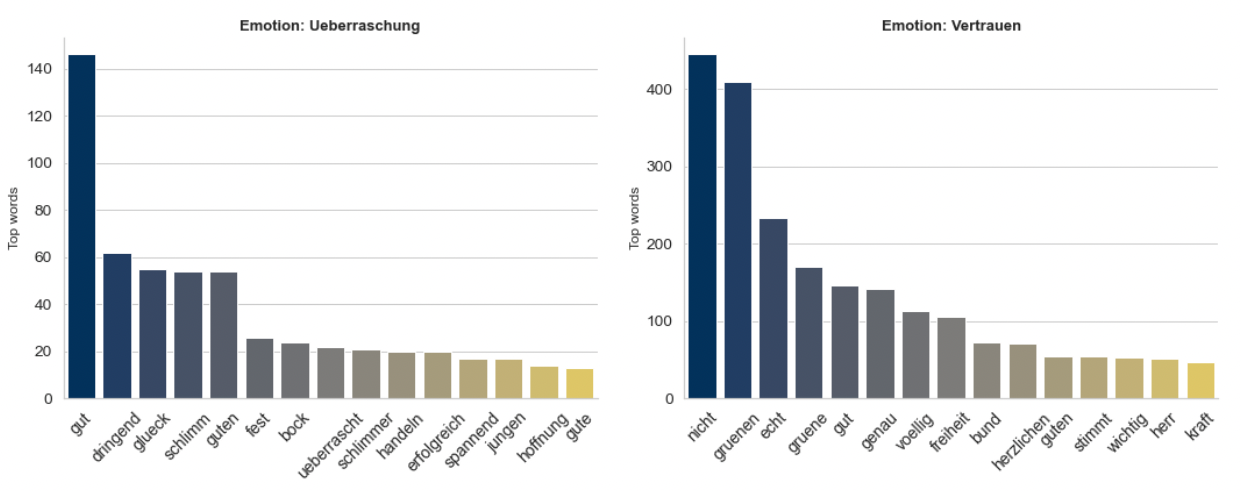 Emotion: Ueberraschung
Top words
140
120
100
80
60
40
20
0
gut
dringend
glueck
schlimm
guten
fest
bock
ueberrascht
schlimmer
handeln
erfolgreich
spannend
jungen
hoffnung
gute
Emotion: Vertrauen
Top words
400
300
200
100
0
nicht
gruenen
echt
gruene
gut
genau
voellig
freiheit
bund
herzlichen
guten
stimmt
wichtig
herr
kraft